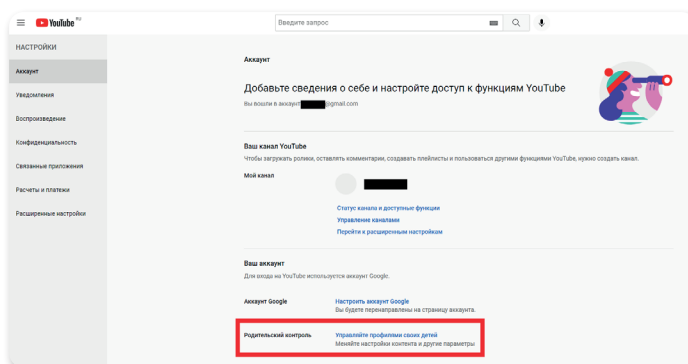 YouTube RU
Введите запрос
НАСТРОЙКИ
Аккаунт
Уведомления
Воспроизведение
Конфиденциальность
Связанные приложения
Расчеты и платежи
Расширенные настройки
Аккаунт
Добавьте сведения о себе и настройте доступ к функциям YouTube
Вы вошли в аккаунт @gmail.com
Ваш канал YouTube
Чтобы загружать ролики, оставлять комментарии, создавать плейлисты и пользоваться другими функциями YouTube, нужно создать канал.
Мой канал
Статус канала и доступные функции
Управление каналами
Перейти к расширенным настройкам
Ваш аккаунт
Для входа на YouTube используется аккаунт Google.
Аккаунт Google
Настроить аккаунт Google
Вы будете перенаправлены на страницу аккаунта.
Родительский контроль
Управляйте профилями своих детей
Меняйте настройки контента и другие параметры